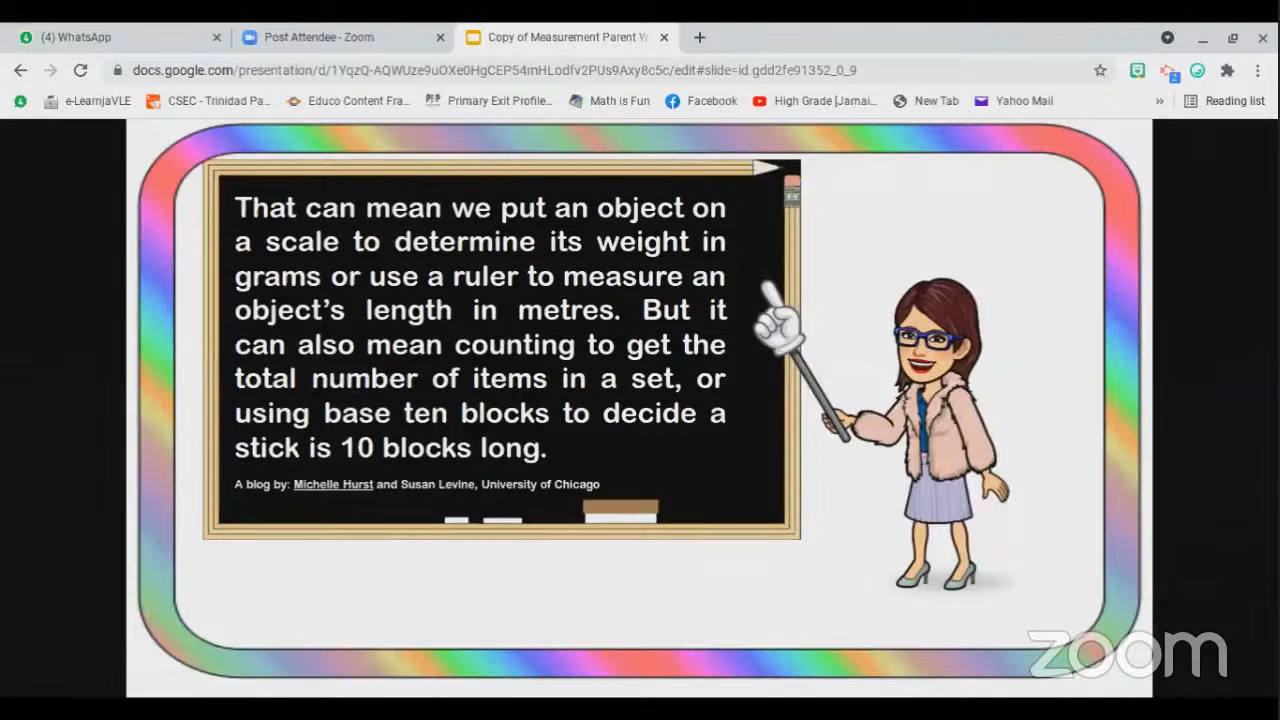 (4) WhatsApp
Post Attendee - Zoom
Copy of Measurement Parent W
docs.google.com/presentation/d/1YqzQ-AQWUze9uOXe0HgCEP54mHLodfv2PUs9Axy8c5c/edit#slide=id.gdd2fe91352_0_9
2
e-LearnjaVLE
CSEC - Trinidad Pa...
Educo Content Fra...
PEP Primary Exit Profile...
Math is Fun
Facebook
High Grade |Jamai...
New Tab
Yahoo Mail
»
Reading list
That can mean we put an object on
a scale to determine its weight in
grams or use a ruler to measure an
object's length in metres. But it
can also mean counting to get the
total number of items in a set, or
using base ten blocks to decide a
stick is 10 blocks long.
A blog by: Michelle Hurst and Susan Levine, University of Chicago
zoom